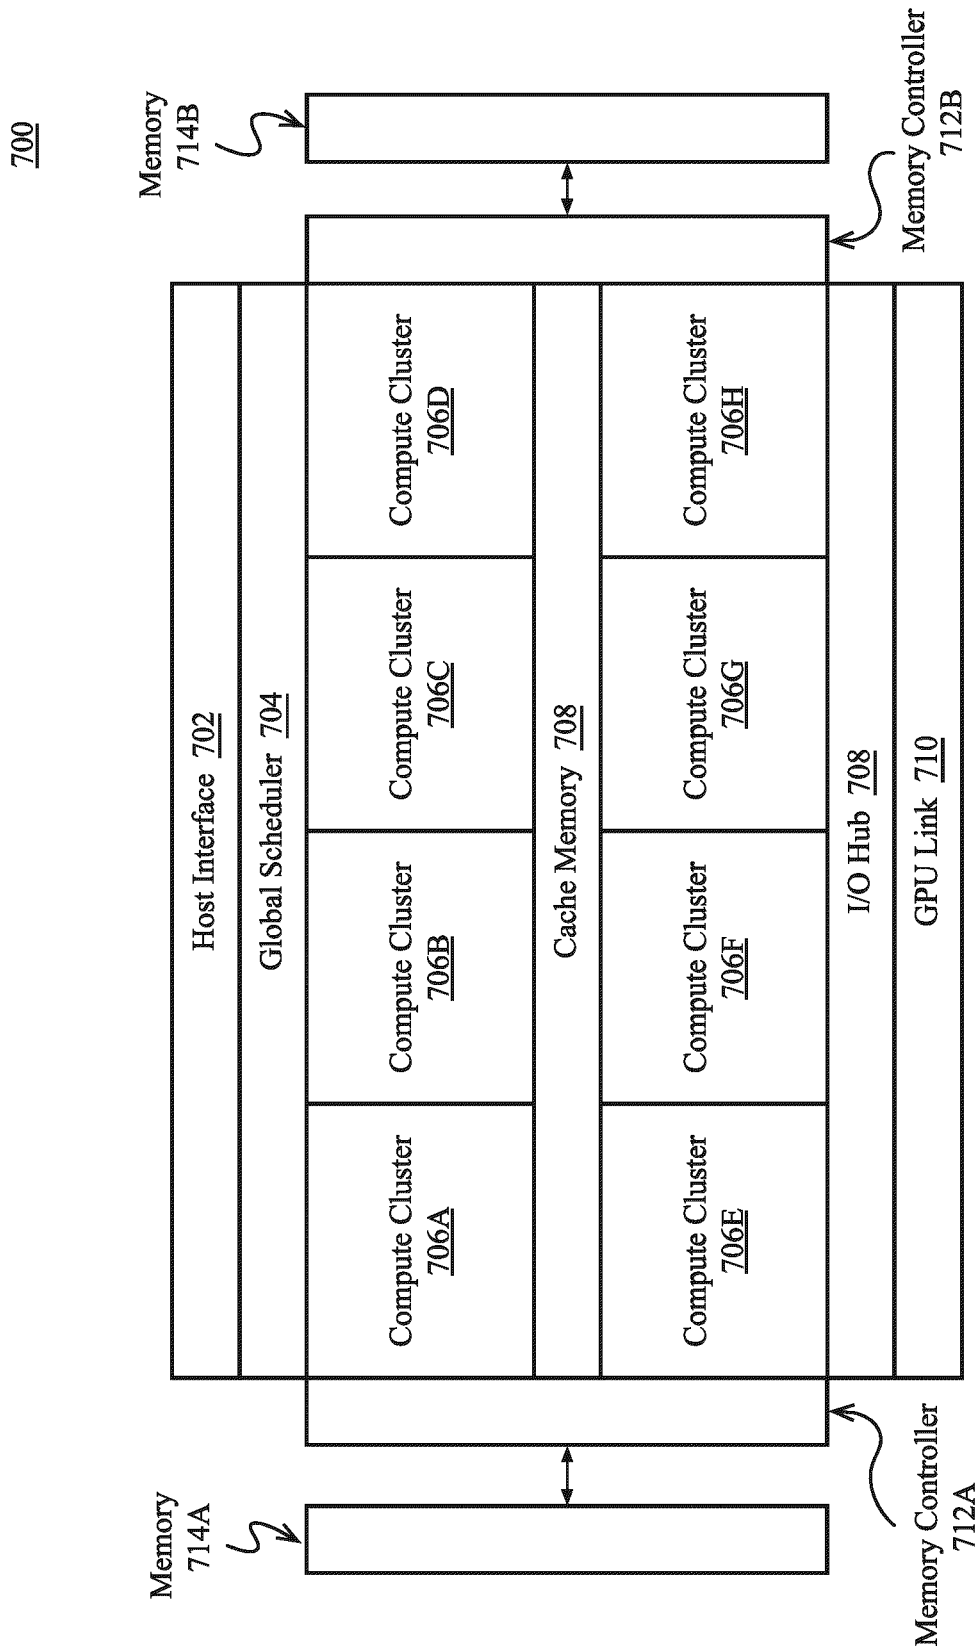 700
Memory
714A
Memory
714B
Host Interface 702
Global Scheduler 704
Compute Cluster
706A
Compute Cluster
706B
Compute Cluster
706C
Compute Cluster
706D
Cache Memory 708
Compute Cluster
706E
Compute Cluster
706F
Compute Cluster
706G
Compute Cluster
706H
I/O Hub 708
GPU Link 710
Memory Controller
712A
Memory Controller
712B